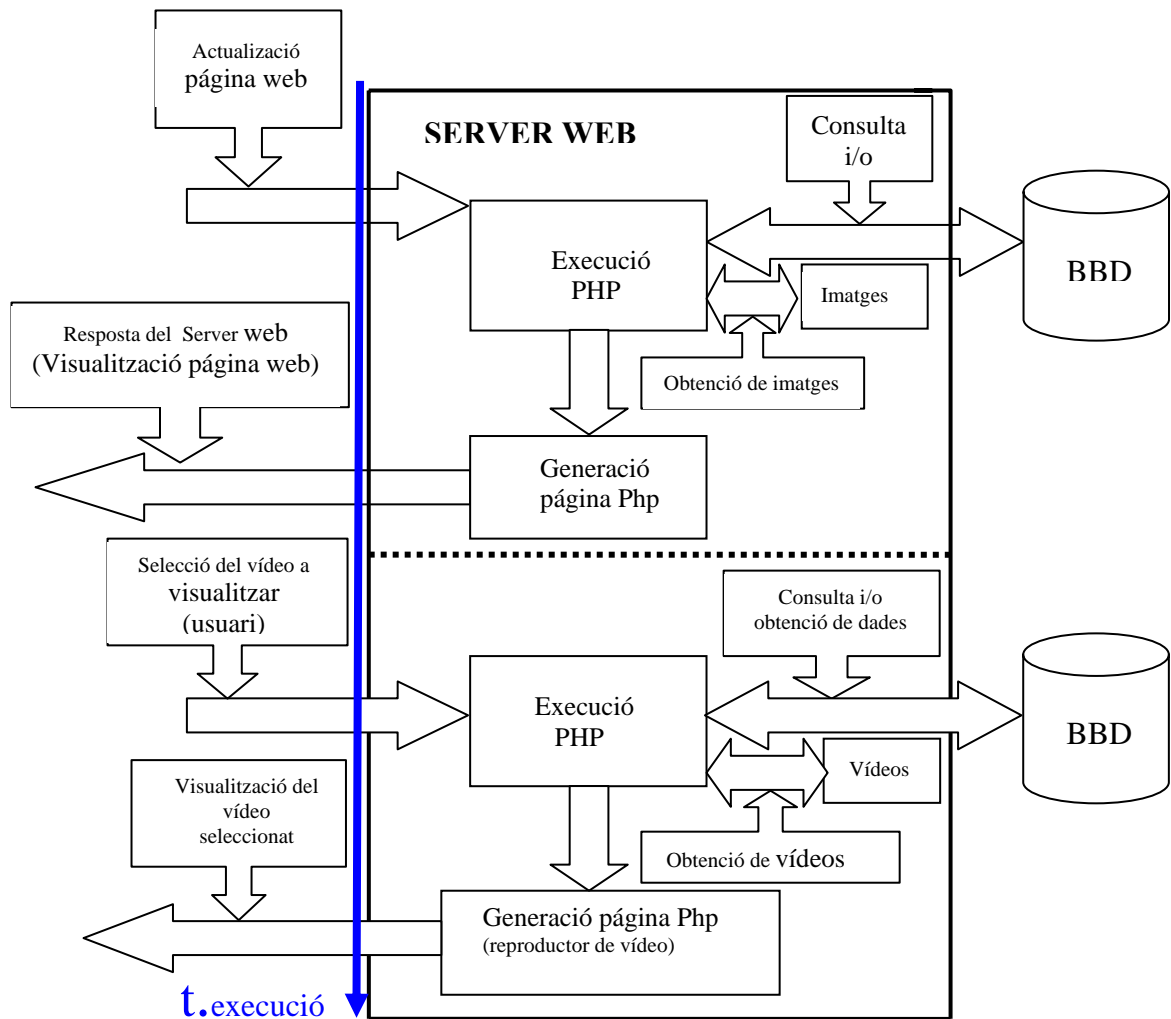 Actualizació
página web
SERVER WEB
Consulta
i/o
Execució
PHP
BBD
Imatges
Obtenció de imatges
Resposta del Server web
(Visualització página web)
Generació
página Php
Selecció del vídeo a
visualitzar
(usuari)
Consulta i/o
obtenció de dades
Execució
PHP
BBD
Vídeos
Obtenció de vídeos
Visualització del
vídeo
seleccionat
Generació página Php
(reproductor de vídeo)
t.execució